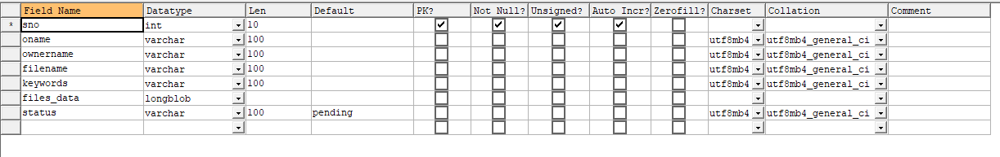 Field Name Datatype Len Default PK? Not Null? Unsigned? Auto Incr? Zerofill? Charset Collation Comment
* sno int 10
oname varchar 100 utf8mb4 utf8mb4_general_ci
ownername varchar 100 utf8mb4 utf8mb4_general_ci
filename varchar 100 utf8mb4 utf8mb4_general_ci
keywords varchar 100 utf8mb4 utf8mb4_general_ci
files_data longblob
status varchar 100 pending utf8mb4 utf8mb4_general_ci